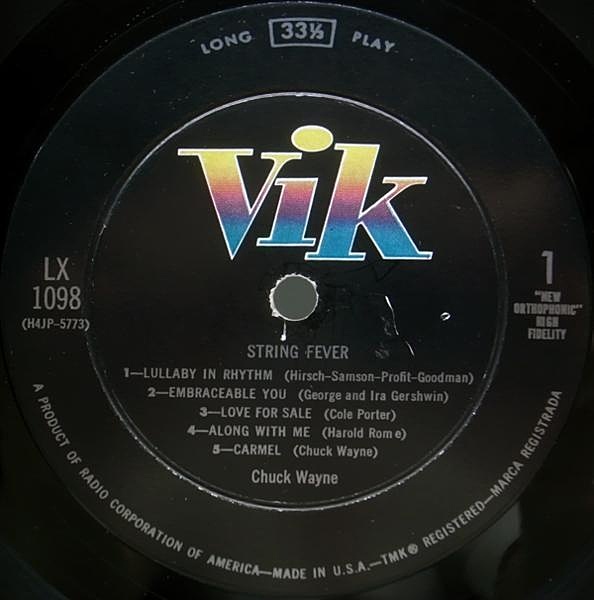 LONG 33⅓ PLAY
Vik
LX
1098
(H4JP-5773)
1
"NEW
ORTHOPHONIC"
HIGH
FIDELITY
STRING FEVER
1—LULLABY IN RHYTHM (Hirsch-Samson-Profit-Goodman)
2—EMBRACEABLE YOU (George and Ira Gershwin)
3—LOVE FOR SALE (Cole Porter)
4—ALONG WITH ME (Harold Rome)
5—CARMEL (Chuck Wayne)
Chuck Wayne
A PRODUCT OF RADIO CORPORATION OF AMERICA—MADE IN U.S.A.—TMK® REGISTERED—MARCA REGISTRADA